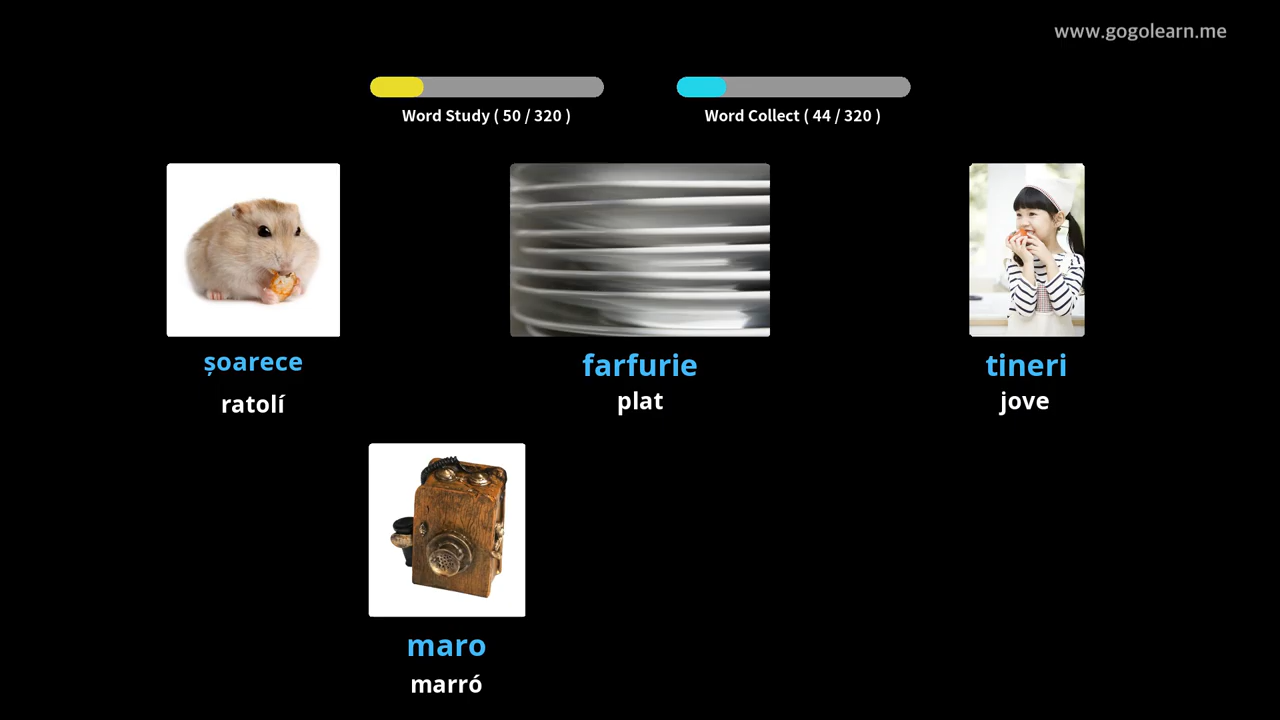 www.gogolearn.me
Word Study ( 50 / 320 )
Word Collect ( 44 / 320 )
șoarece
ratolí
farfurie
plat
tineri
jove
maro
marró